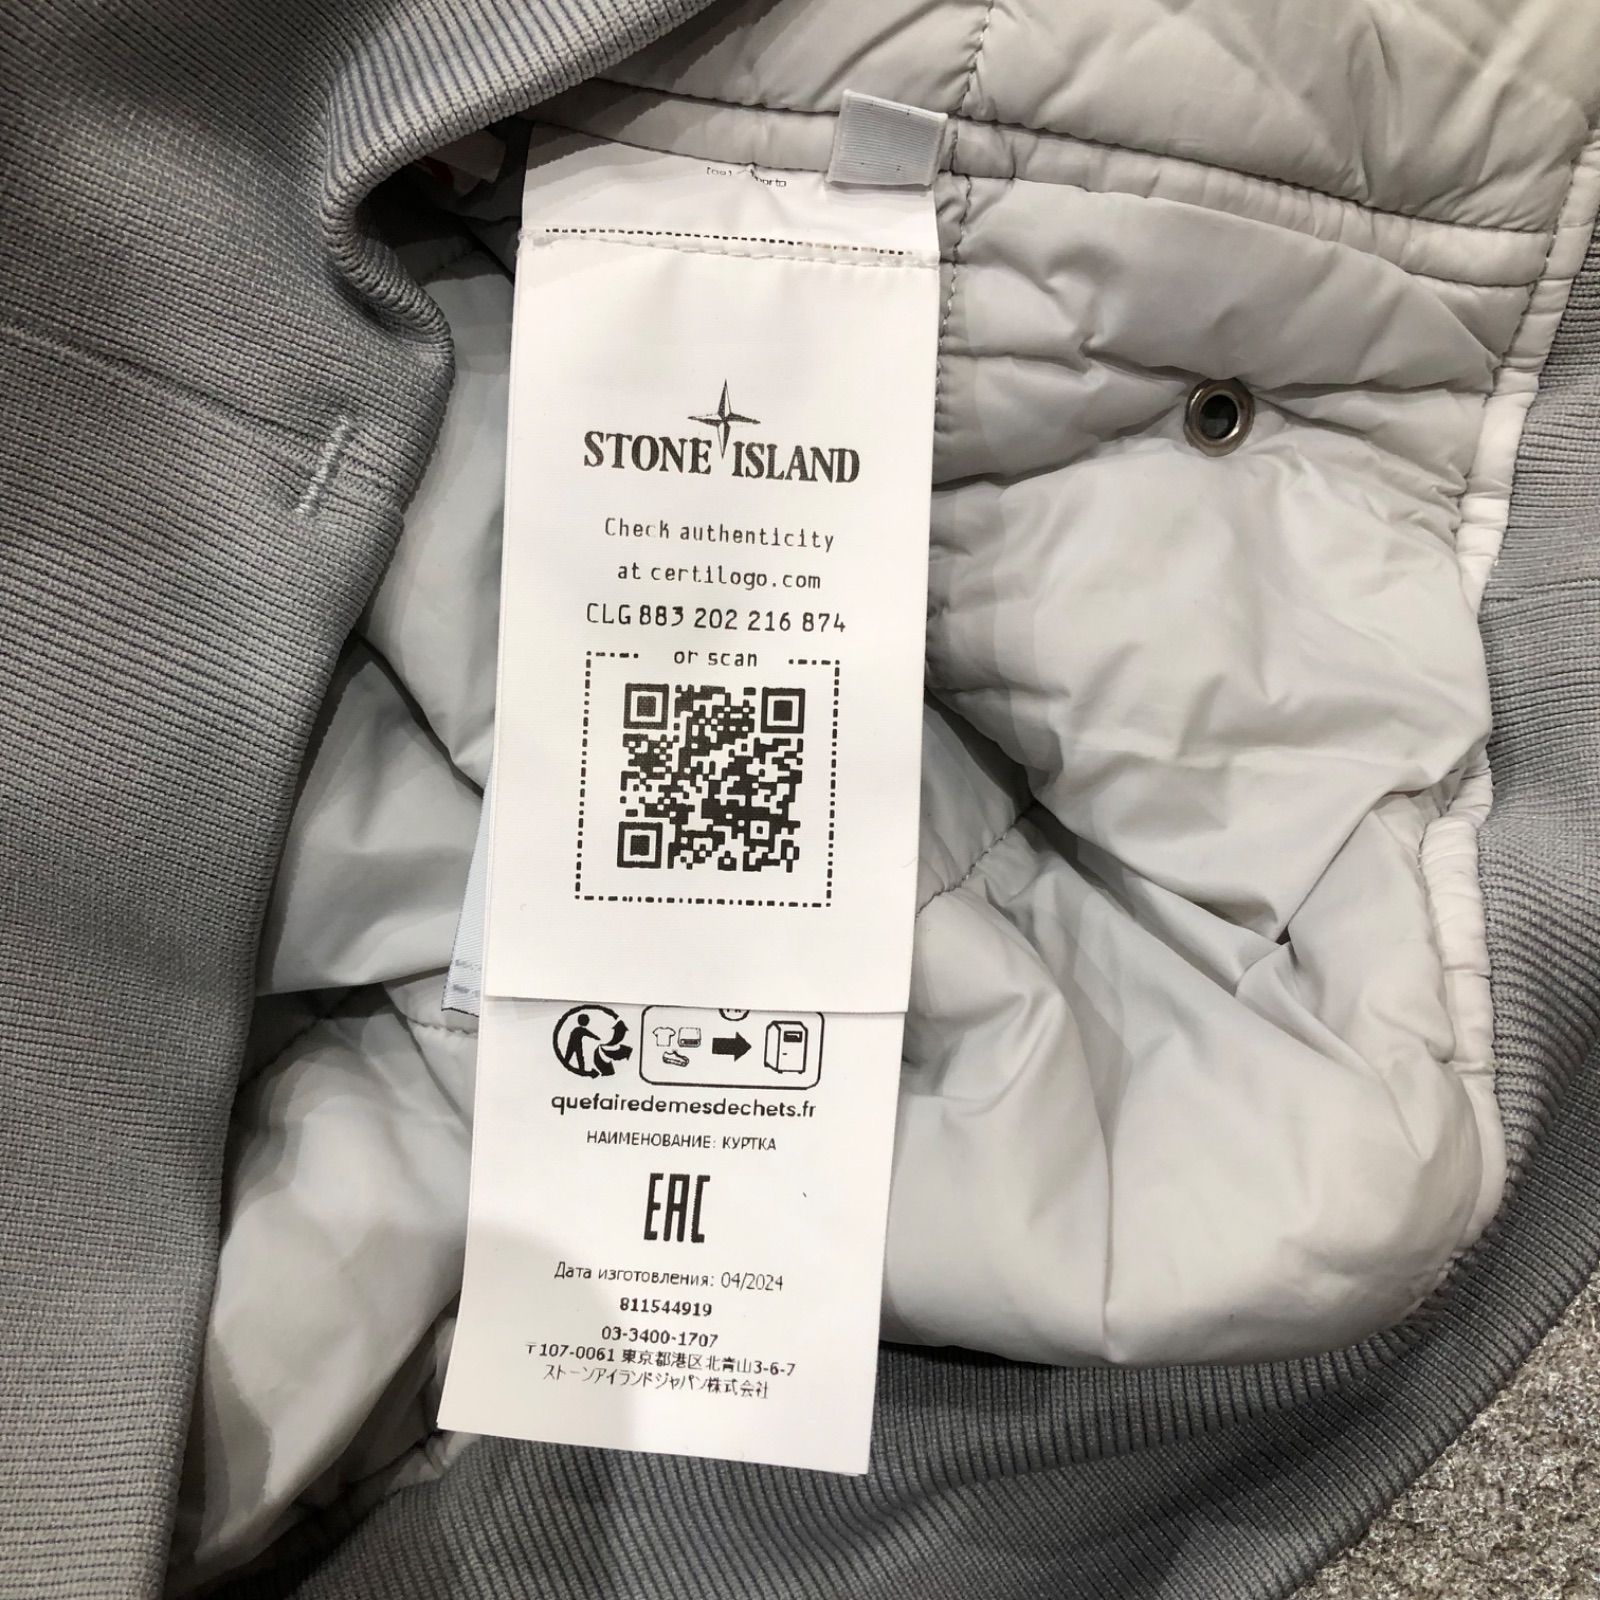 STONE ISLAND
Check authenticity
at certilogo.com
CLG 883 202 216 874
or scan
quefairedemesdechets.fr
НАИМЕНОВАНИЕ: КУРТКА
EAC
Дата изготовления: 04/2024
811544919
03-3400-1707
〒107-0061 東京都港区北青山3-6-7
ストーンアイランドジャパン株式会社